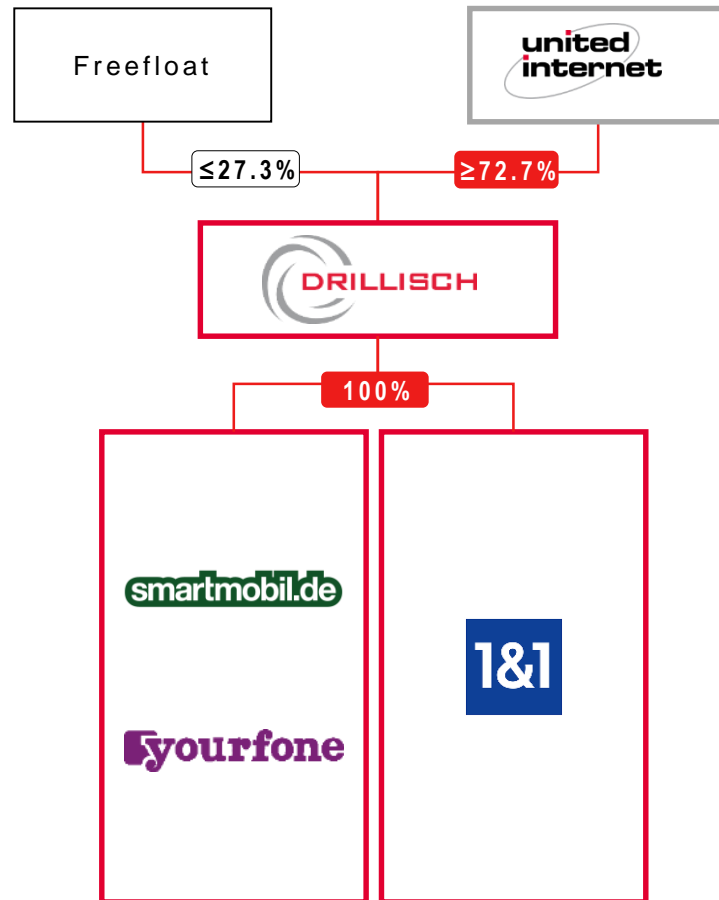 Freefloat
united
internet
≤27.3%
≥72.7%
DRILLISCH
100%
smartmobil.de
yourfone
1&1